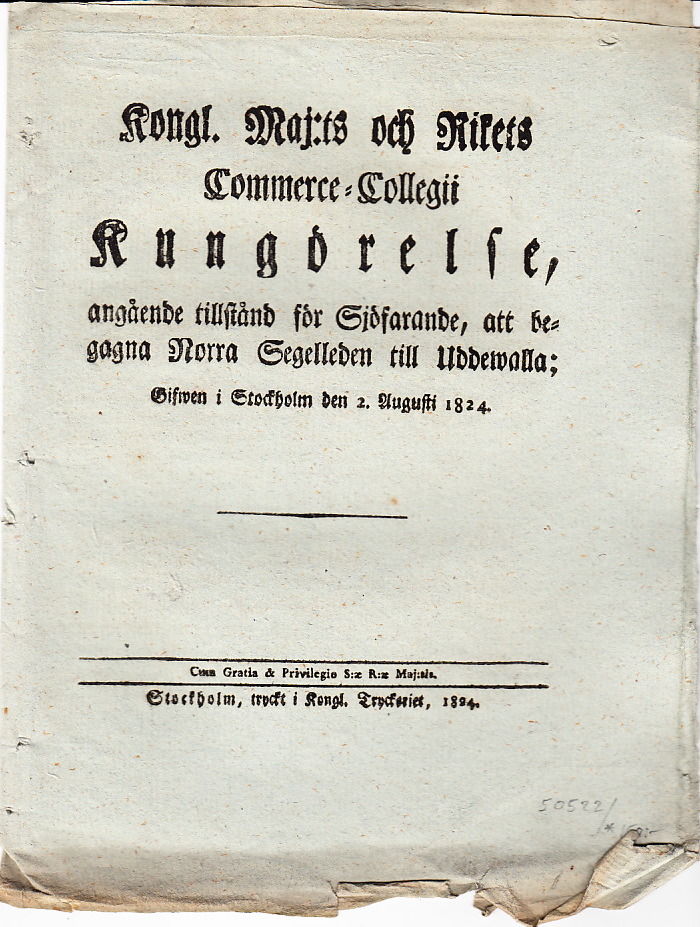 Kongl. Maj:ts och Rikets
Commerce-Collegii
Kungörelse,
angående tillstånd för Sjöfarande, att be-
gagna Norra Segelleden till Uddewalla;
Gifwen i Stockholm den 2. Augusti 1824.
Cum Gratia & Privilegio S:æ R:æ Maj:tis.
Stockholm, tryckt i Kongl. Tryckeriet, 1824.
50522/